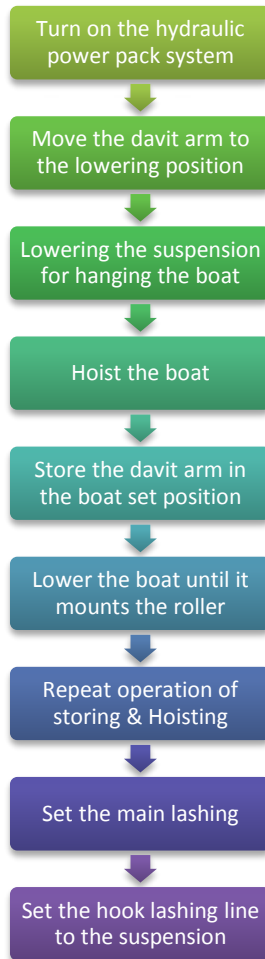 Turn on the hydraulic
power pack system
Move the davit arm to
the lowering position
Lowering the suspension
for hanging the boat
Hoist the boat
Store the davit arm in
the boat set position
Lower the boat until it
mounts the roller
Repeat operation of
storing & Hoisting
Set the main lashing
Set the hook lashing line
to the suspension